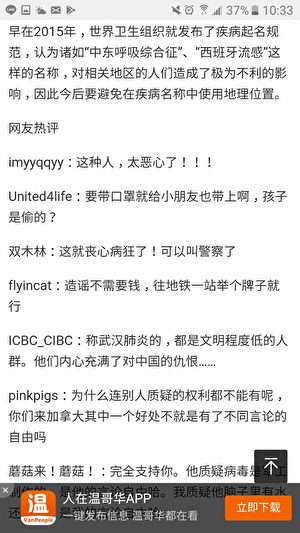 37% 10:33
早在2015年，世界卫生组织就发布了疾病起名规
范，认为诸如“中东呼吸综合征”、“西班牙流感”这
样的名称，对相关地区的人们造成了极为不利的影
响，因此今后要避免在疾病名称中使用地理位置。
网友热评
imyyqqyy：这种人，太恶心了！！！
United4life：要带口罩就给小朋友也带上啊，孩子
是偷的？
双木林：这就丧心病狂了！可以叫警察了
flyincat：造谣不需要钱，往地铁一站举个牌子就
行
ICBC_CIBC：称武汉肺炎的，都是文明程度低的人
群。他们内心充满了对中国的仇恨......
pinkpigs：为什么连别人质疑的权利都不能有呢，
你们来加拿大其中一个好处不就是有了不同言论的
自由吗
蘑菇来！蘑菇！：完全支持你。他质疑病毒是
我质疑他脑子里有水
温
VanPeople
人在温哥华APP
一键发布信息 温哥华都在看
立即下载